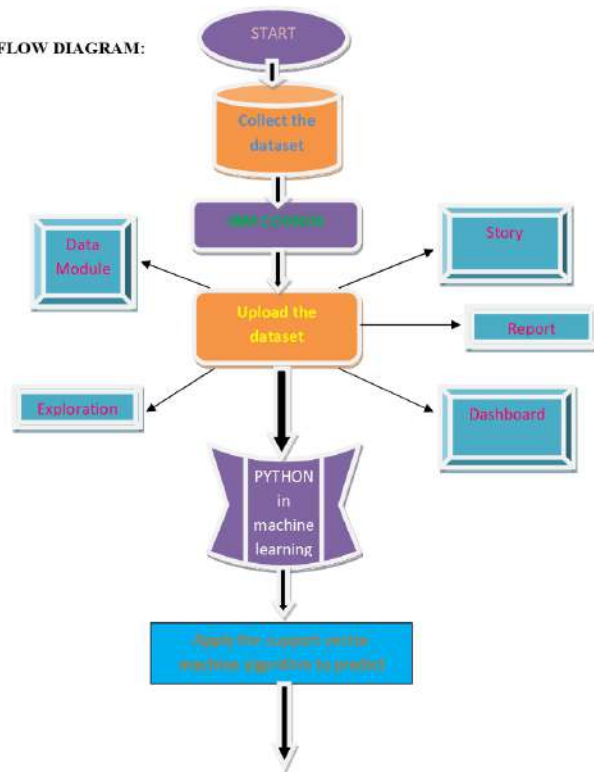 FLOW DIAGRAM:
START
Collect the
dataset
IBM COGNOS
Data
Module
Story
Upload the
dataset
Report
Exploration
Dashboard
PYTHON
in
machine
learning
Apply the support vector
machine algorithm to predict